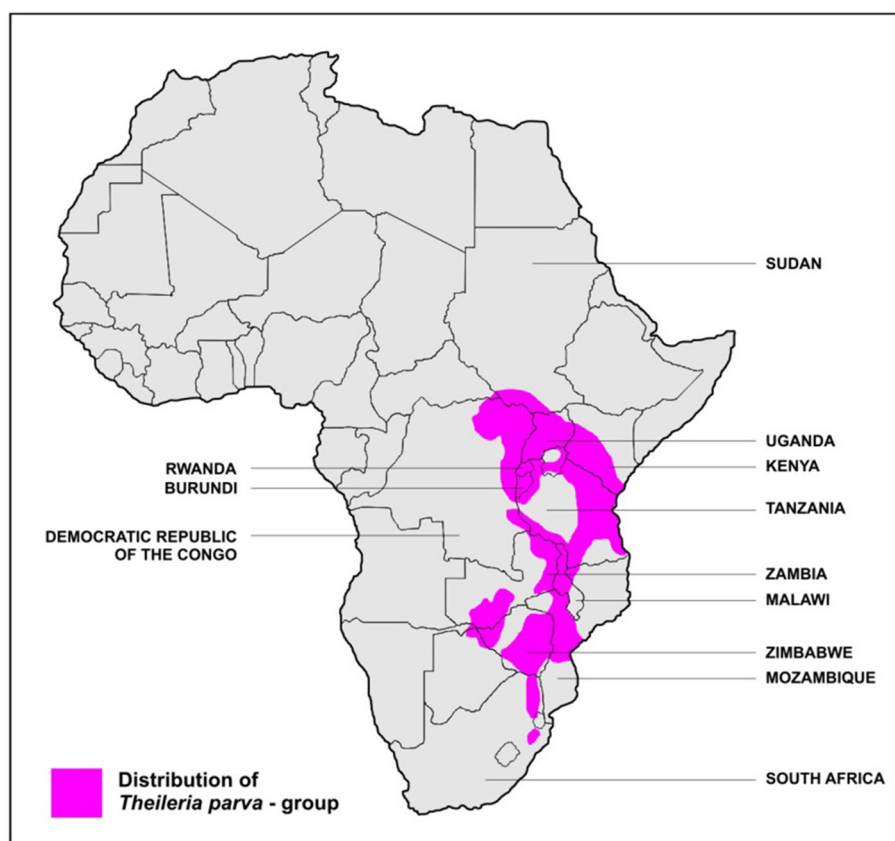 SUDAN
UGANDA
RWANDA
KENYA
BURUNDI
TANZANIA
DEMOCRATIC REPUBLIC
OF THE CONGO
ZAMBIA
MALAWI
ZIMBABWE
MOZAMBIQUE
SOUTH AFRICA
Distribution of
Theileria parva - group